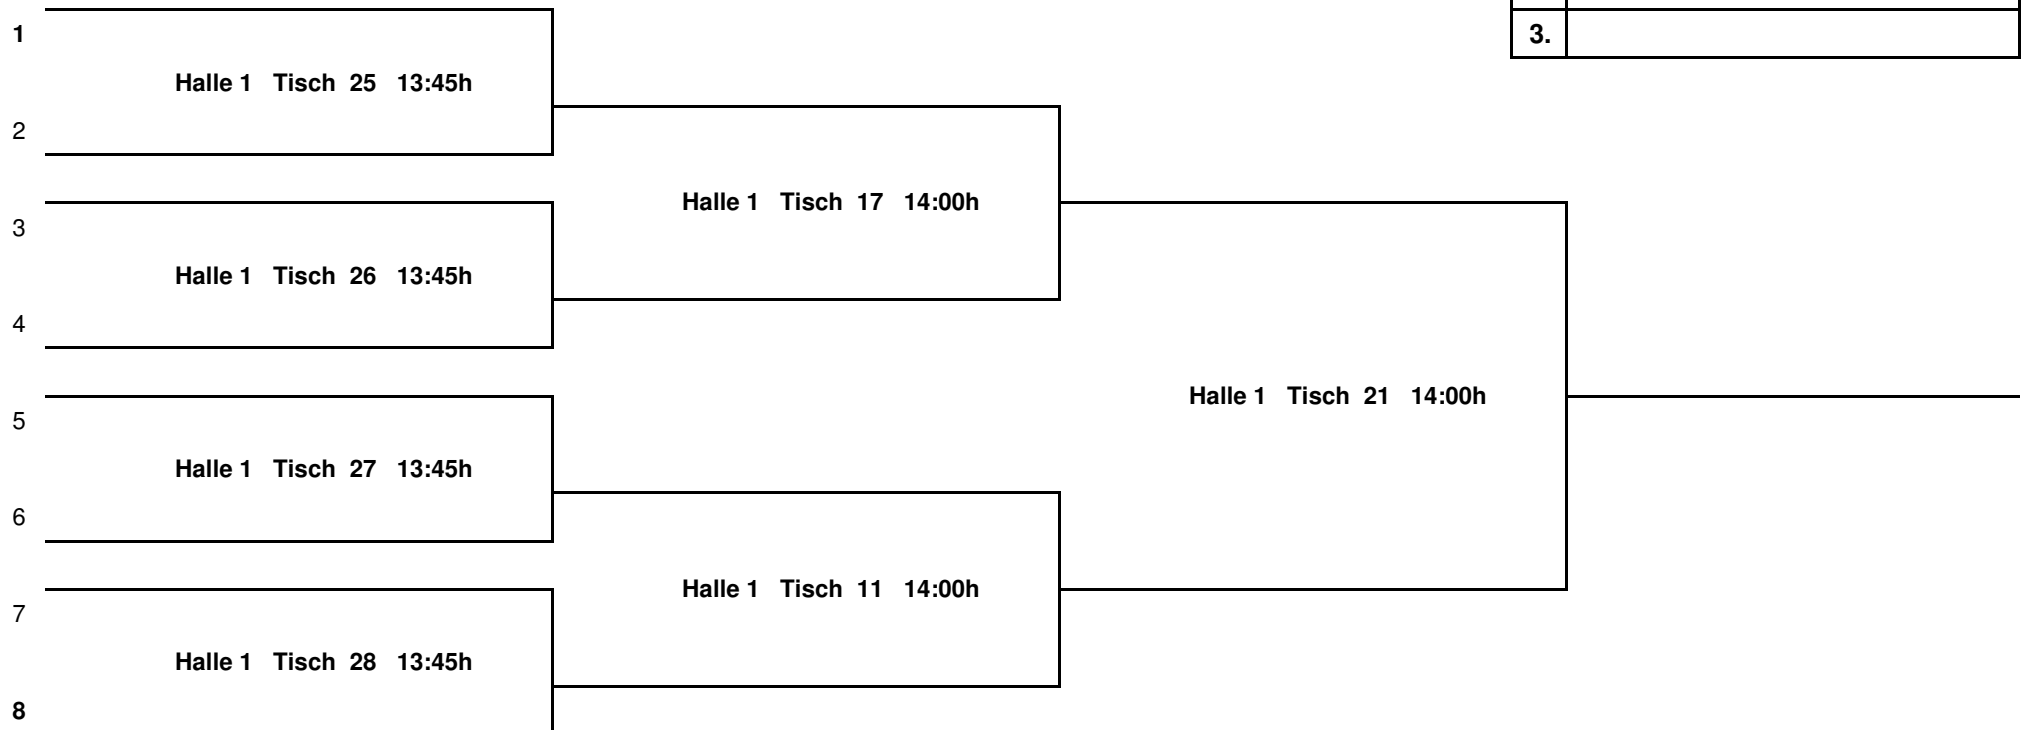 1
3.
Halle 1 Tisch 25 13:45h
2
Halle 1 Tisch 17 14:00h
3
Halle 1 Tisch 26 13:45h
4
Halle 1 Tisch 21 14:00h
5
Halle 1 Tisch 27 13:45h
6
Halle 1 Tisch 11 14:00h
7
Halle 1 Tisch 28 13:45h
8